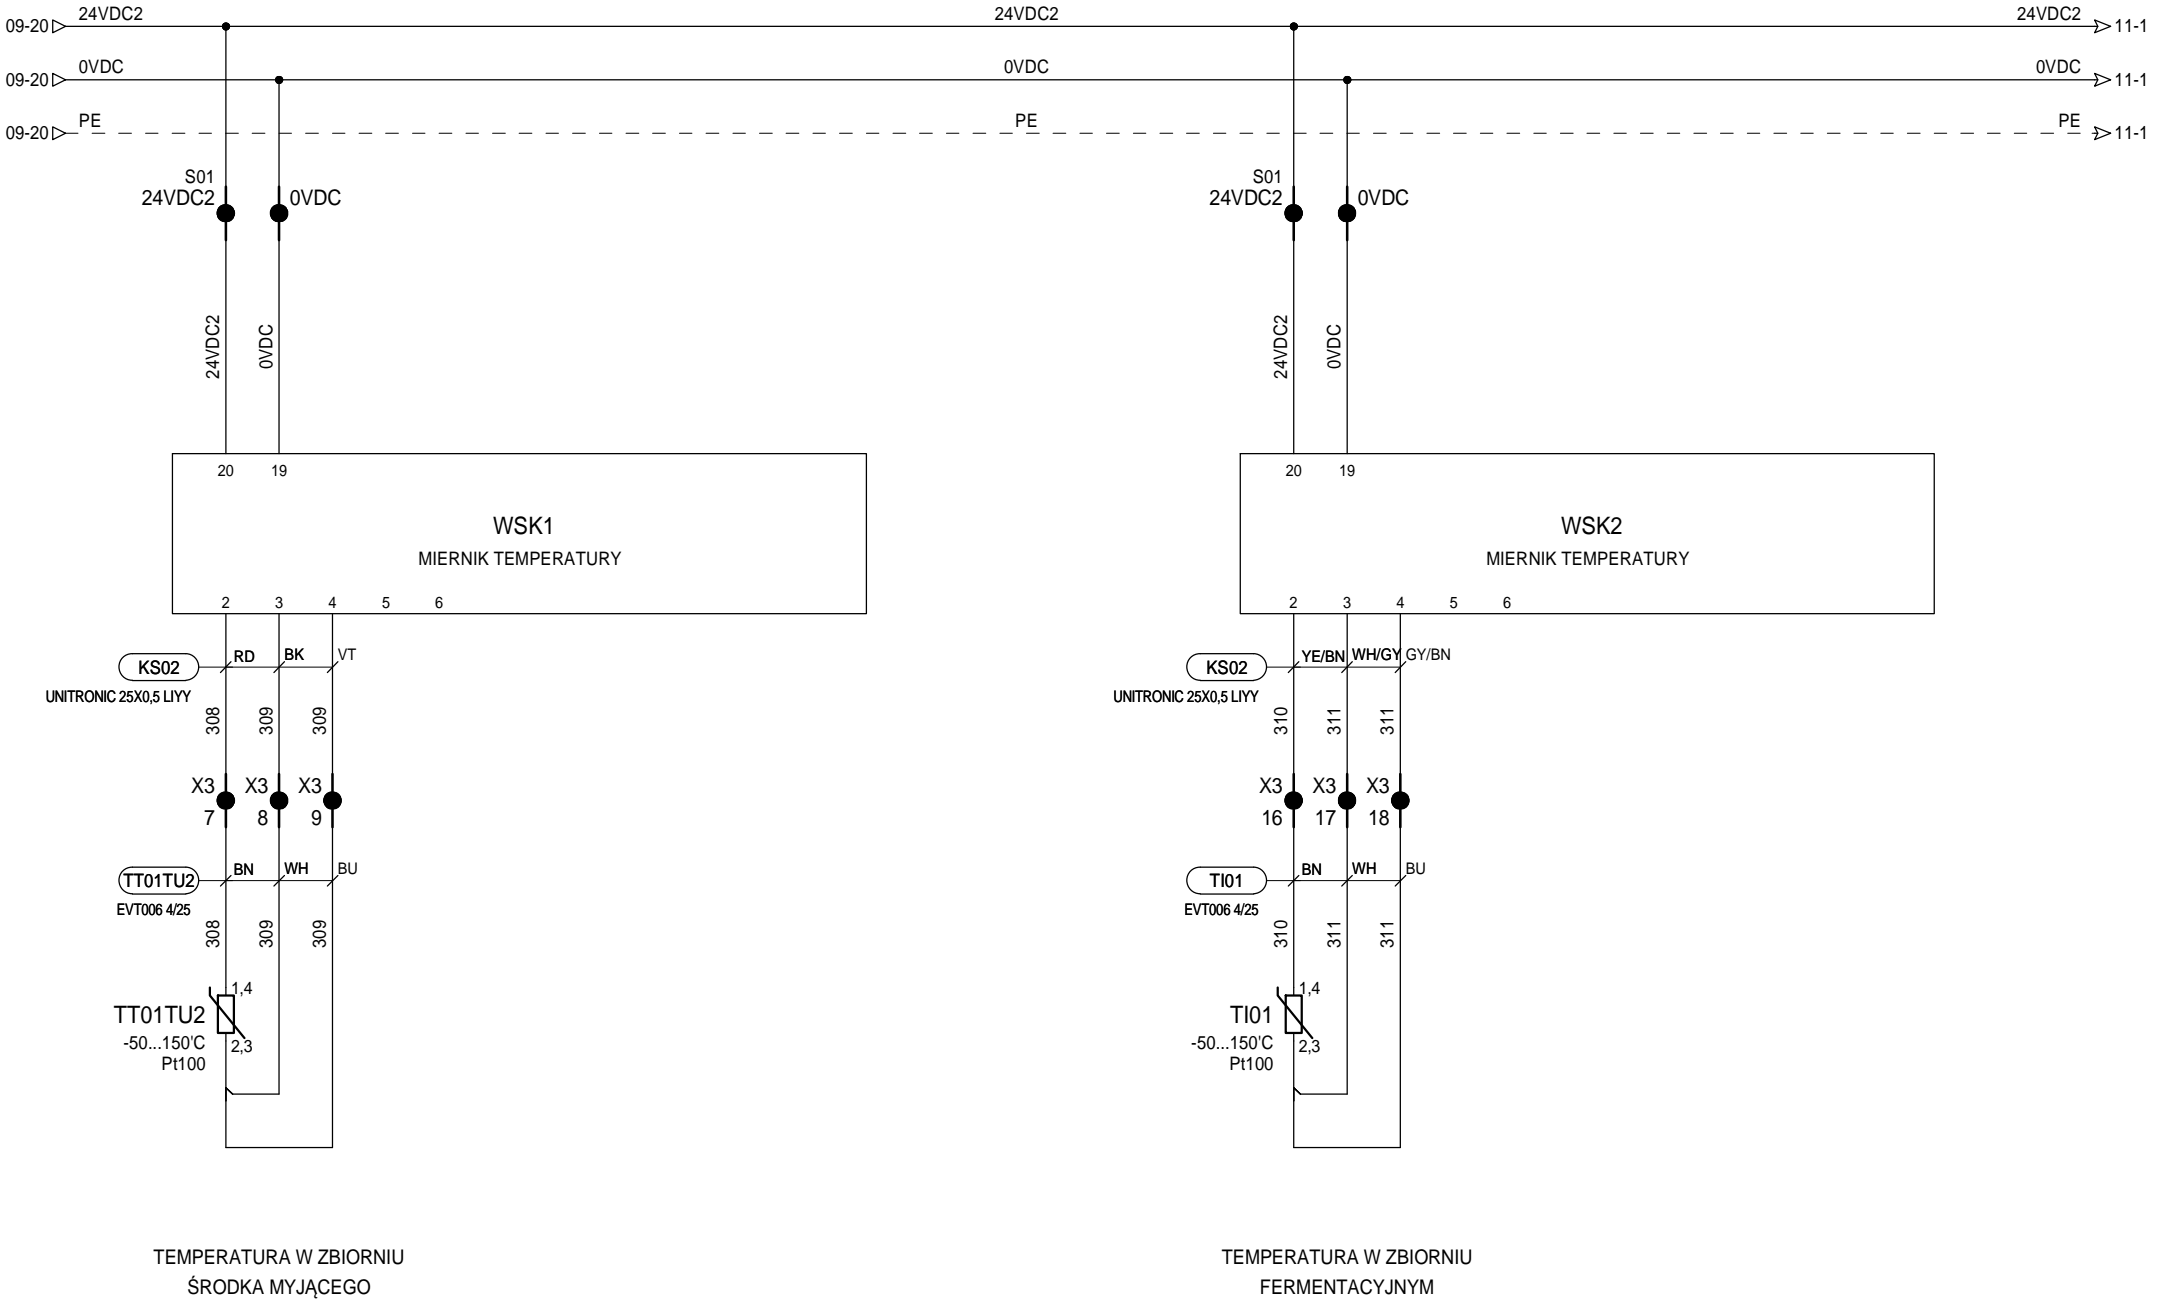 09-20 24VDC2 24VDC2 24VDC2 11-1
09-20 0VDC 0VDC 0VDC 11-1
09-20 PE PE PE 11-1
S01 S01
24VDC2 0VDC 24VDC2 0VDC
24VDC2 0VDC 24VDC2 0VDC
20 19 20 19
WSK1 WSK2
MIERNIK TEMPERATURY MIERNIK TEMPERATURY
2 3 4 5 6 2 3 4 5 6
KS02 RD BK VT KS02 YE/BN WH/GY GY/BN
UNITRONIC 25X0,5 LIYY UNITRONIC 25X0,5 LIYY
308 309 309 310 311 311
X3 X3 X3 X3 X3 X3
7 8 9 16 17 18
TT01TU2 BN WH BU TI01 BN WH BU
EVT006 4/25 EVT006 4/25
308 309 309 310 311 311
1,4 1,4
TT01TU2 TI01
-50...150'C 2,3 -50...150'C 2,3
Pt100 Pt100
TEMPERATURA W ZBIORNIU TEMPERATURA W ZBIORNIU
ŚRODKA MYJĄCEGO FERMENTACYJNYM